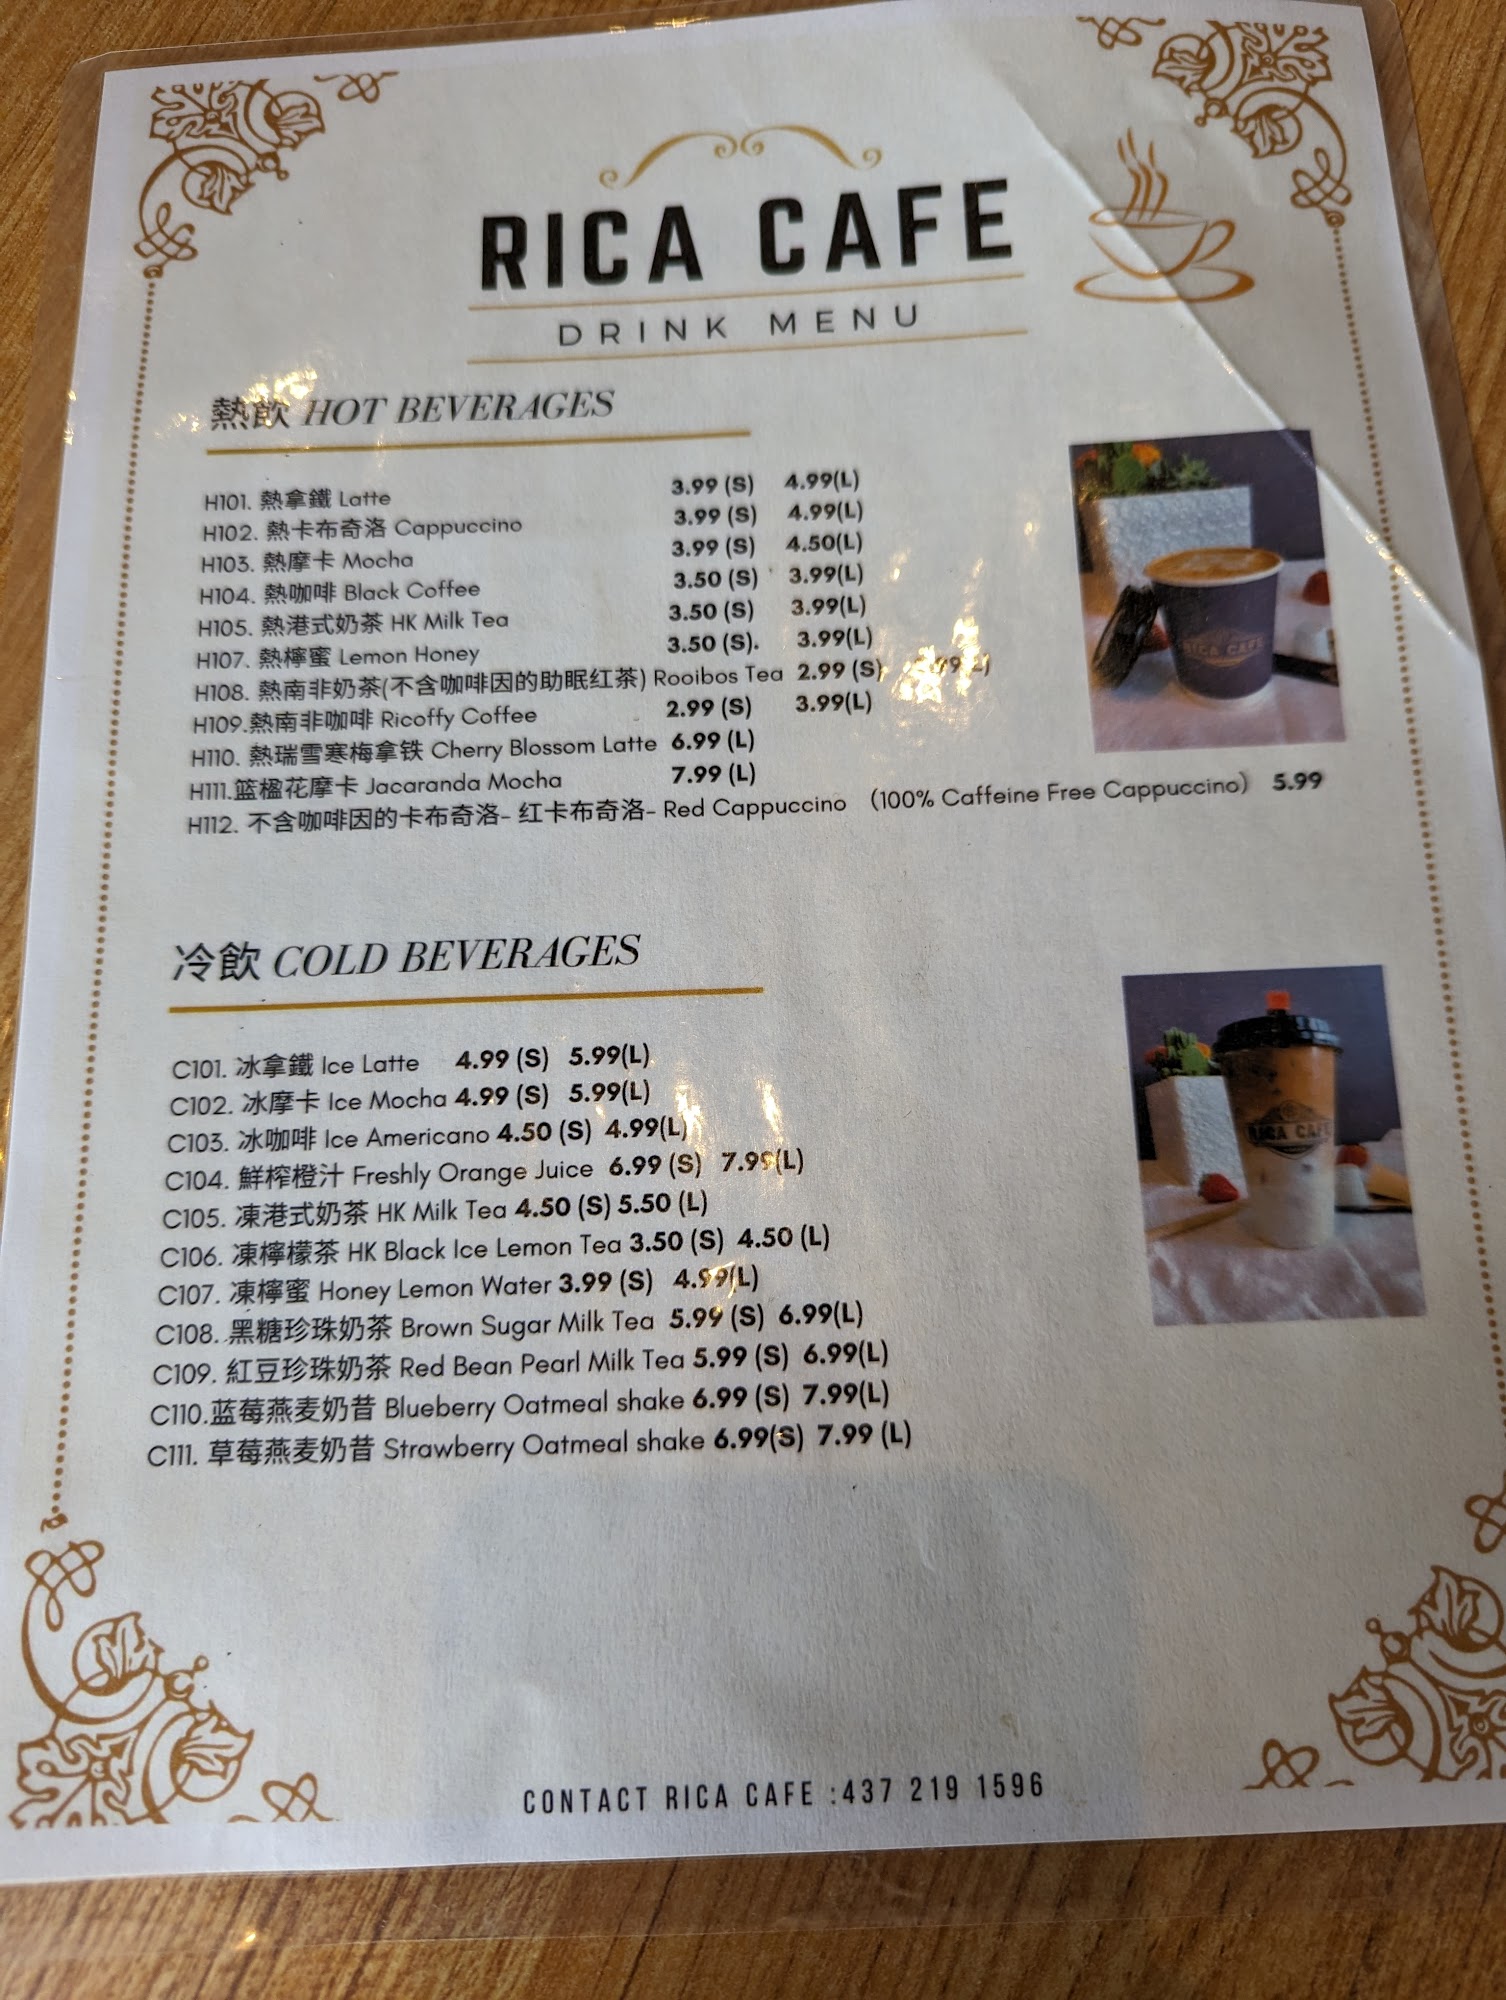 RICA CAFE
DRINK MENU
熱飲 HOT BEVERAGES
H101. 熱拿鐵 Latte 3.99 (S) 4.99(L)
H102. 熱卡布奇洛 Cappuccino 3.99 (S) 4.99(L)
H103. 熱摩卡 Mocha 3.99 (S) 4.50(L)
H104. 熱咖啡 Black Coffee 3.50 (S) 3.99(L)
H105. 熱港式奶茶 HK Milk Tea 3.50 (S) 3.99(L)
H107. 熱檸蜜 Lemon Honey 3.50 (S). 3.99(L)
H108. 熱南非奶茶(不含咖啡因的助眠红茶) Rooibos Tea 2.99 (S)
H109.熱南非咖啡 Ricoffy Coffee 2.99 (S) 3.99(L)
H110. 熱瑞雪寒梅拿铁 Cherry Blossom Latte 6.99 (L)
H111.篮楹花摩卡 Jacaranda Mocha 7.99 (L)
H112. 不含咖啡因的卡布奇洛- 红卡布奇洛- Red Cappuccino （100% Caffeine Free Cappuccino） 5.99
RICA CAFE
冷飲 COLD BEVERAGES
C101. 冰拿鐵 Ice Latte 4.99 (S) 5.99(L)
C102. 冰摩卡 Ice Mocha 4.99 (S) 5.99(L)
C103. 冰咖啡 Ice Americano 4.50 (S) 4.99(L)
C104. 鮮榨橙汁 Freshly Orange Juice 6.99 (S) 7.99(L)
C105. 凍港式奶茶 HK Milk Tea 4.50 (S) 5.50 (L)
C106. 凍檸檬茶 HK Black Ice Lemon Tea 3.50 (S) 4.50 (L)
C107. 凍檸蜜 Honey Lemon Water 3.99 (S) 4.99(L)
C108. 黑糖珍珠奶茶 Brown Sugar Milk Tea 5.99 (S) 6.99(L)
C109. 紅豆珍珠奶茶 Red Bean Pearl Milk Tea 5.99 (S) 6.99(L)
C110.蓝莓燕麦奶昔 Blueberry Oatmeal shake 6.99 (S) 7.99(L)
C111. 草莓燕麦奶昔 Strawberry Oatmeal shake 6.99(S) 7.99 (L)
RICA CAFE
CONTACT RICA CAFE :437 219 1596